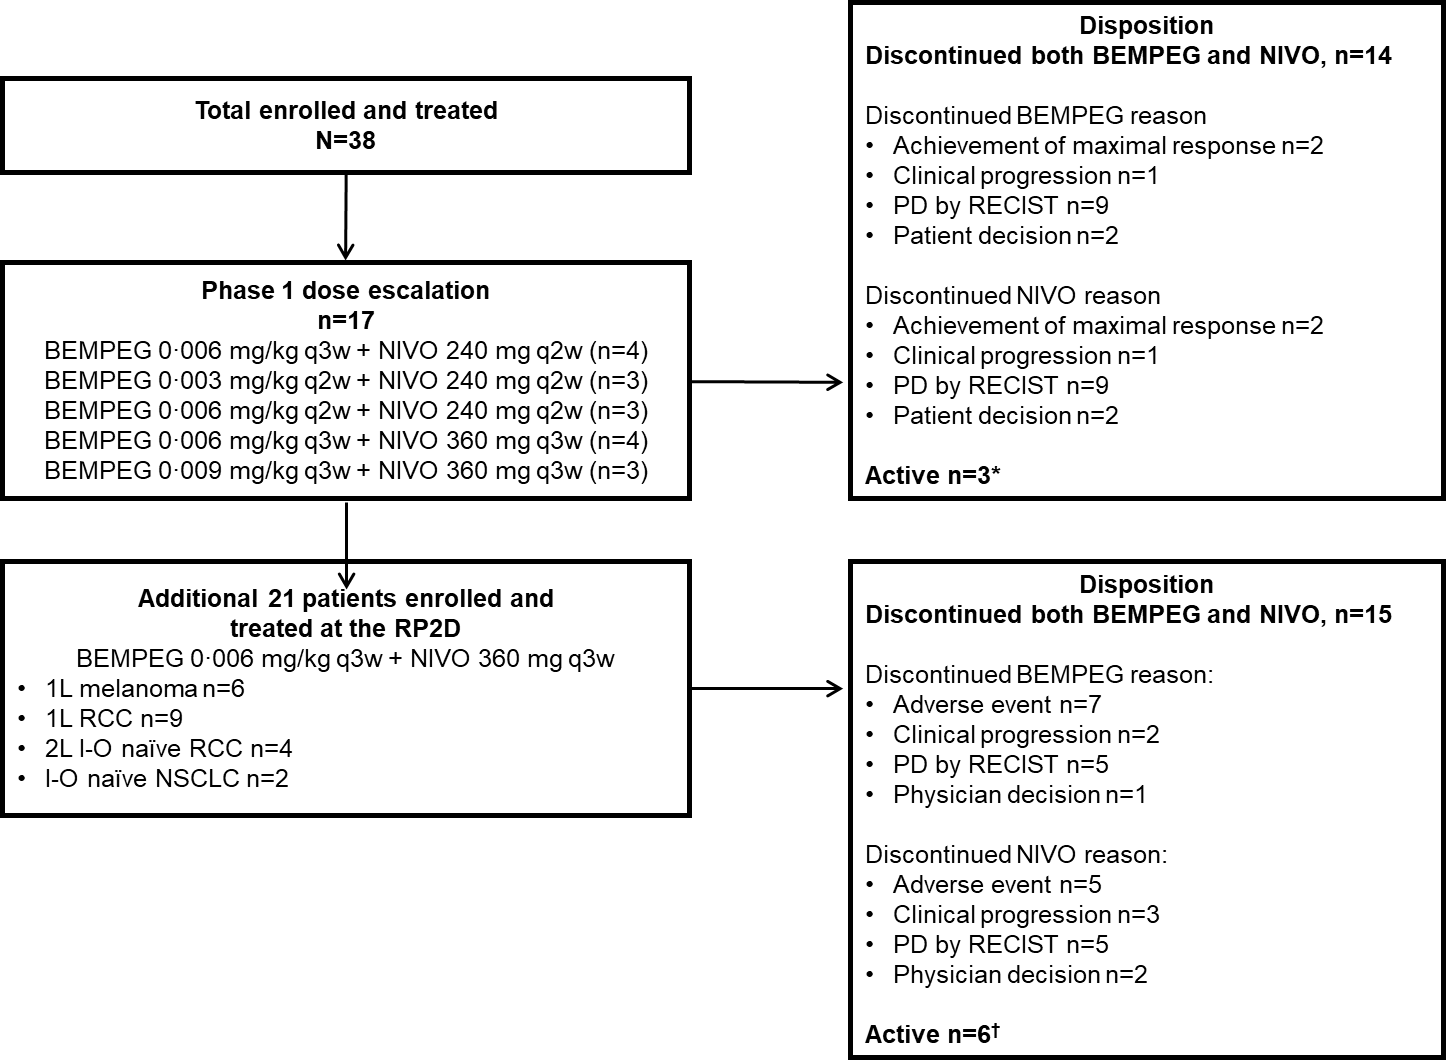 Total enrolled and treated
N=38
Phase 1 dose escalation
n=17
BEMPEG 0·006 mg/kg q3w + NIVO 240 mg q2w (n=4)
BEMPEG 0·003 mg/kg q2w + NIVO 240 mg q2w (n=3)
BEMPEG 0·006 mg/kg q2w + NIVO 240 mg q2w (n=3)
BEMPEG 0·006 mg/kg q3w + NIVO 360 mg q3w (n=4)
BEMPEG 0·009 mg/kg q3w + NIVO 360 mg q3w (n=3)
Disposition
Discontinued both BEMPEG and NIVO, n=14
Discontinued BEMPEG reason
• Achievement of maximal response n=2
• Clinical progression n=1
• PD by RECIST n=9
• Patient decision n=2
Discontinued NIVO reason
• Achievement of maximal response n=2
• Clinical progression n=1
• PD by RECIST n=9
• Patient decision n=2
Active n=3*
Additional 21 patients enrolled and
treated at the RP2D
BEMPEG 0·006 mg/kg q3w + NIVO 360 mg q3w
• 1L melanoma n=6
• 1L RCC n=9
• 2L I-O naïve RCC n=4
• I-O naïve NSCLC n=2
Disposition
Discontinued both BEMPEG and NIVO, n=15
Discontinued BEMPEG reason:
• Adverse event n=7
• Clinical progression n=2
• PD by RECIST n=5
• Physician decision n=1
Discontinued NIVO reason:
• Adverse event n=5
• Clinical progression n=3
• PD by RECIST n=5
• Physician decision n=2
Active n=6†